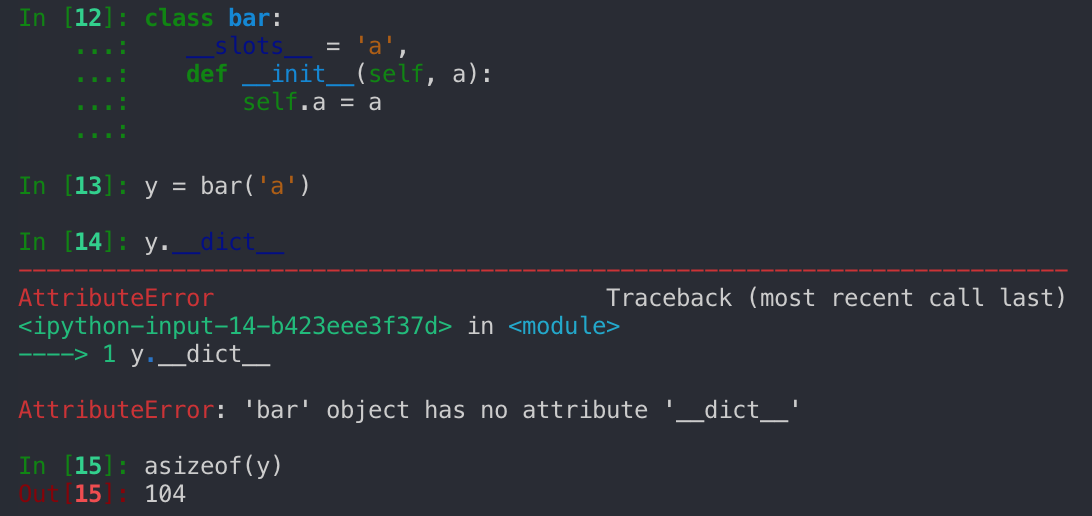 In [12]: class bar:
    ...:    __slots__ = 'a',
    ...:    def __init__(self, a):
    ...:        self.a = a
    ...:
In [13]: y = bar('a')
In [14]: y.__dict__
---------------------------------------------------------------------------
AttributeError                            Traceback (most recent call last)
<ipython-input-14-b423eee3f37d> in <module>
----> 1 y.__dict__
AttributeError: 'bar' object has no attribute '__dict__'
In [15]: asizeof(y)
Out[15]: 104